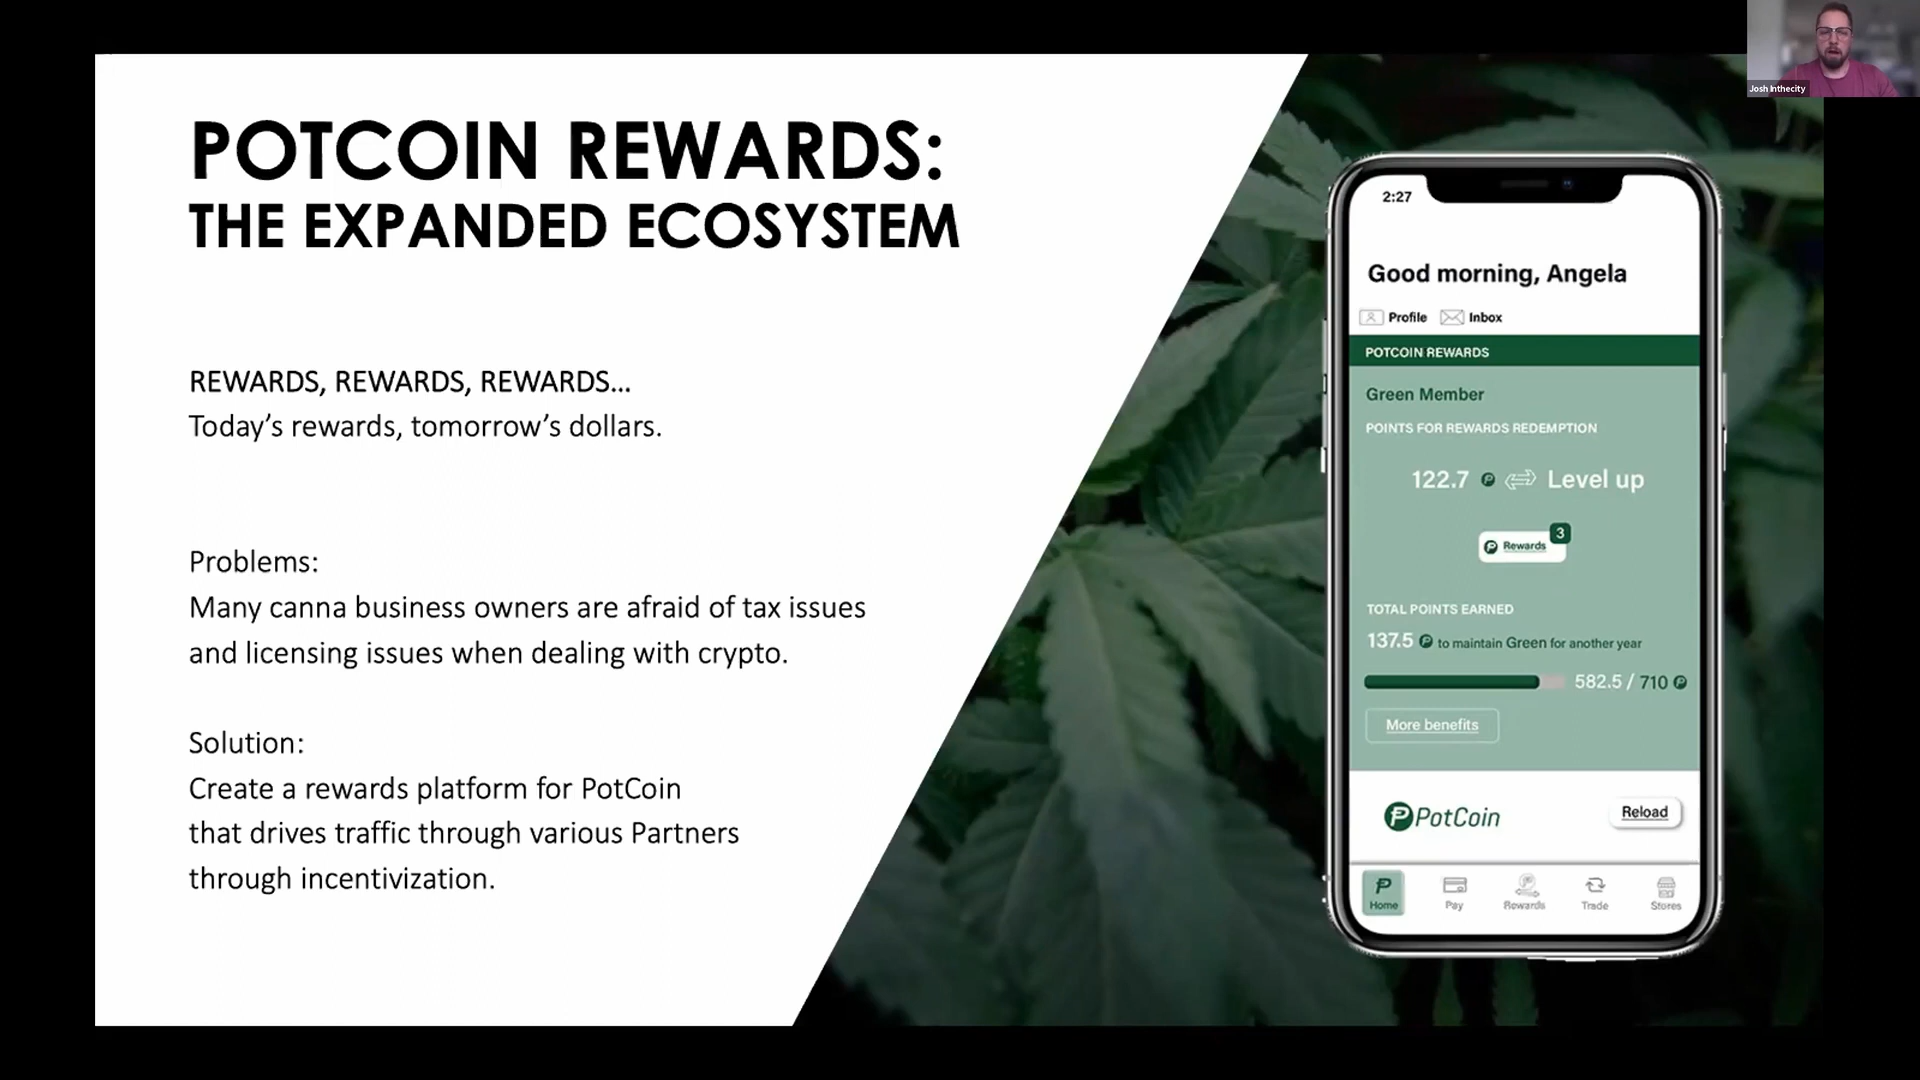 POTCOIN REWARDS:
THE EXPANDED ECOSYSTEM
REWARDS, REWARDS, REWARDS...
Today’s rewards, tomorrow’s dollars.
Problems:
Many canna business owners are afraid of tax issues
and licensing issues when dealing with crypto.
Solution:
Create a rewards platform for PotCoin
that drives traffic through various Partners
through incentivization.
2:27
Good morning, Angela
Profile Inbox
POTCOIN REWARDS
Green Member
POINTS FOR REWARDS REDEMPTION
122.7 Level up
Rewards 3
TOTAL POINTS EARNED
137.5 to maintain Green for another year
582.5 / 710
More benefits
PotCoin
Reload
Home Pay Rewards Trade Stores
Josh Inthecity